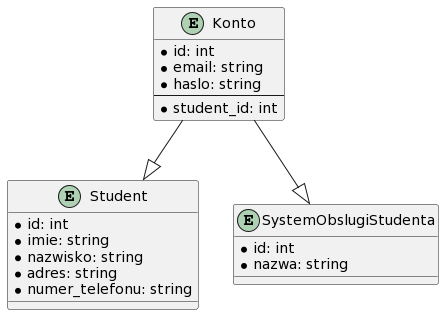 E Konto
id: int
email: string
haslo: string
student_id: int
E Student
id: int
imie: string
nazwisko: string
adres: string
numer_telefonu: string
E SystemObslugiStudenta
id: int
nazwa: string